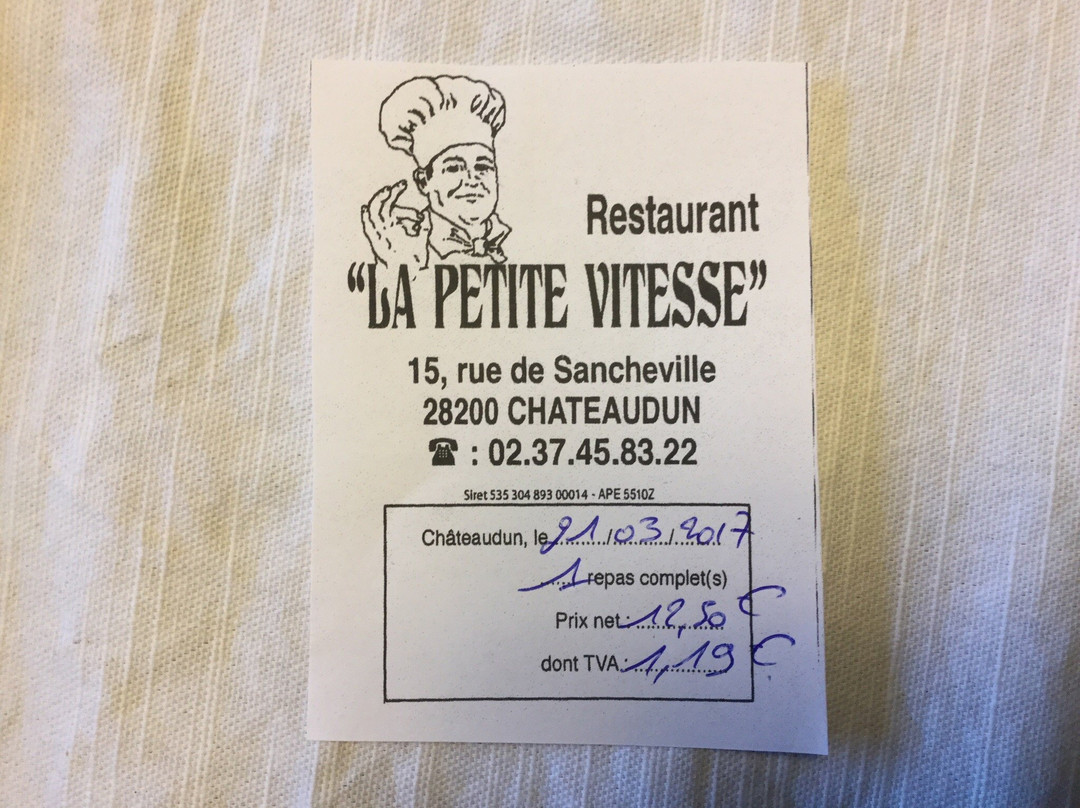 Restaurant
“LA PETITE VITESSE”
15, rue de Sancheville
28200 CHATEAUDUN
☎ : 02.37.45.83.22
Siret 535 304 893 00014 - APE 5510Z
Châteaudun, le 21/03/2017
1 repas complet(s)
Prix net : 12,50 €
dont TVA : 1,19 €